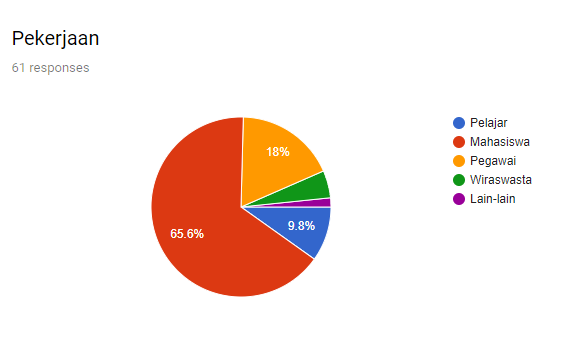 Pekerjaan
61 responses
18%
65.6%
9.8%
Pelajar
Mahasiswa
Pegawai
Wiraswasta
Lain-lain